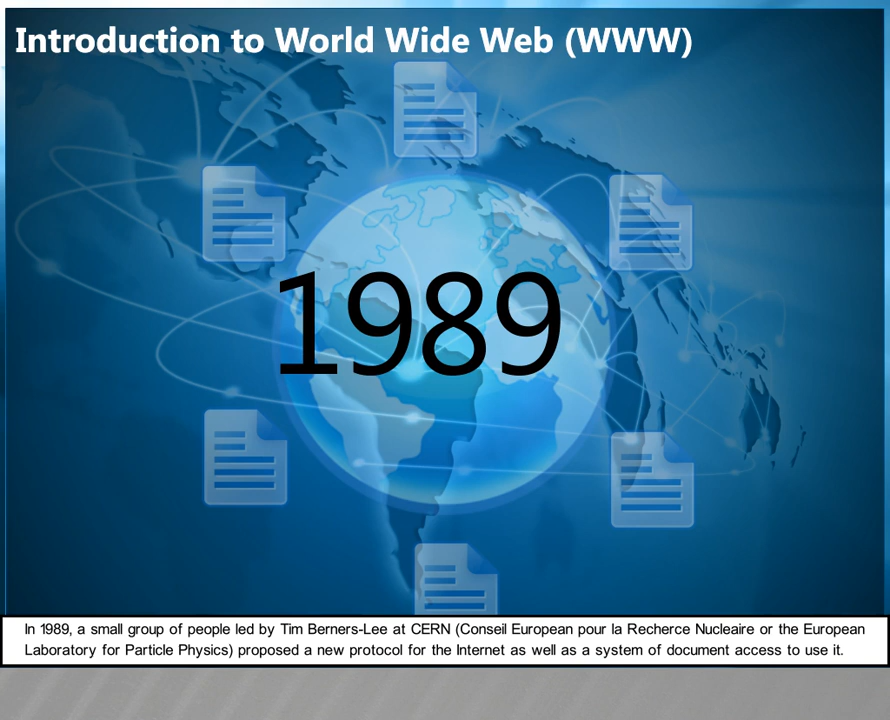 Introduction to World Wide Web (WWW)
1989
In 1989, a small group of people led by Tim Berners-Lee at CERN (Conseil European pour la Recherce Nucleaire or the European
Laboratory for Particle Physics) proposed a new protocol for the Internet as well as a system of document access to use it.